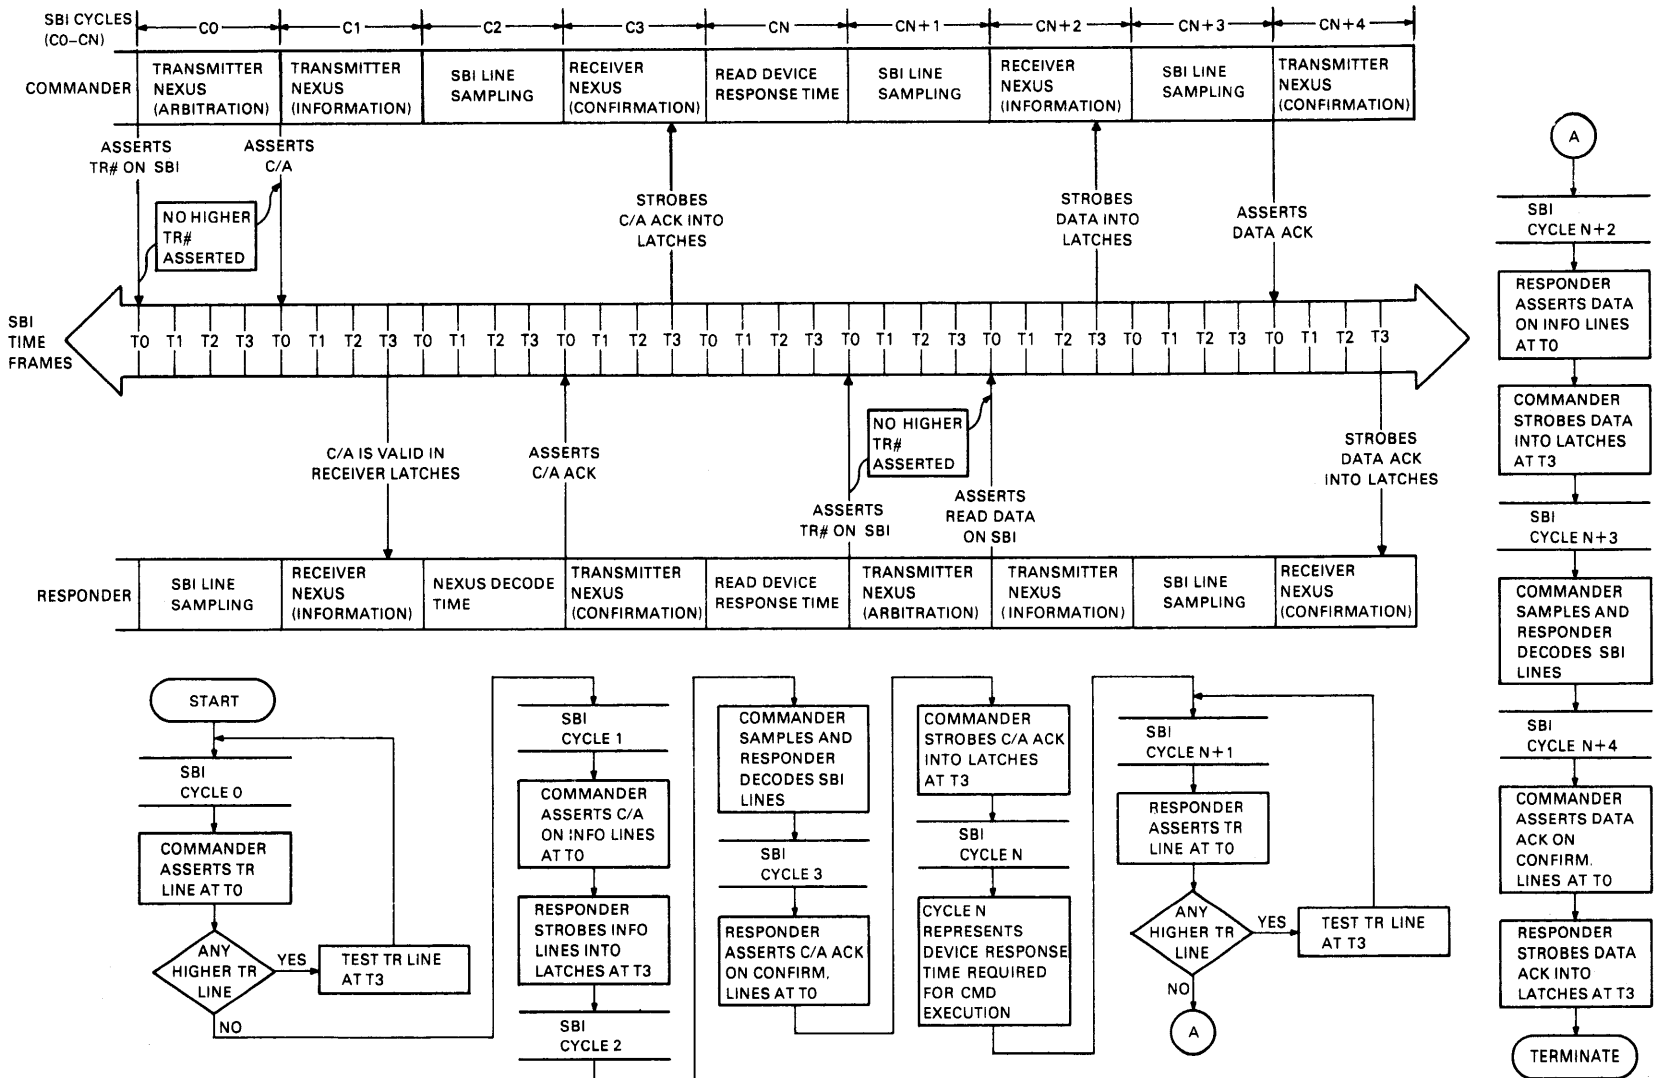 SBI CYCLES
(C0–CN)
C0
C1
C2
C3
CN
CN+1
CN+2
CN+3
CN+4
COMMANDER
TRANSMITTER
NEXUS
(ARBITRATION)
TRANSMITTER
NEXUS
(INFORMATION)
SBI LINE
SAMPLING
RECEIVER
NEXUS
(CONFIRMATION)
READ DEVICE
RESPONSE TIME
SBI LINE
SAMPLING
RECEIVER
NEXUS
(INFORMATION)
SBI LINE
SAMPLING
TRANSMITTER
NEXUS
(CONFIRMATION)
ASSERTS
TR# ON SBI
ASSERTS
C/A
NO HIGHER
TR#
ASSERTED
STROBES
C/A ACK INTO
LATCHES
STROBES
DATA INTO
LATCHES
ASSERTS
DATA ACK
SBI
TIME
FRAMES
T0 T1 T2 T3 T0 T1 T2 T3 T0 T1 T2 T3 T0 T1 T2 T3 T0 T1 T2 T3 T0 T1 T2 T3 T0 T1 T2 T3 T0 T1 T2 T3 T0 T1 T2 T3
C/A IS VALID IN
RECEIVER LATCHES
ASSERTS
C/A ACK
NO HIGHER
TR#
ASSERTED
ASSERTS
TR# ON SBI
ASSERTS
READ DATA
ON SBI
STROBES
DATA ACK
INTO LATCHES
RESPONDER
SBI LINE
SAMPLING
RECEIVER
NEXUS
(INFORMATION)
NEXUS DECODE
TIME
TRANSMITTER
NEXUS
(CONFIRMATION)
READ DEVICE
RESPONSE TIME
TRANSMITTER
NEXUS
(ARBITRATION)
TRANSMITTER
NEXUS
(INFORMATION)
SBI LINE
SAMPLING
RECEIVER
NEXUS
(CONFIRMATION)
START
SBI
CYCLE 0
COMMANDER
ASSERTS TR
LINE AT T0
ANY
HIGHER TR
LINE
YES
TEST TR LINE
AT T3
NO
SBI
CYCLE 1
COMMANDER
ASSERTS C/A
ON INFO LINES
AT T0
RESPONDER
STROBES INFO
LINES INTO
LATCHES AT T3
SBI
CYCLE 2
COMMANDER
SAMPLES AND
RESPONDER
DECODES SBI
LINES
SBI
CYCLE 3
RESPONDER
ASSERTS C/A ACK
ON CONFIRM.
LINES AT T0
COMMANDER
STROBES C/A ACK
INTO LATCHES
AT T3
SBI
CYCLE N
CYCLE N
REPRESENTS
DEVICE RESPONSE
TIME REQUIRED
FOR CMD
EXECUTION
SBI
CYCLE N+1
RESPONDER
ASSERTS TR
LINE AT T0
ANY
HIGHER TR
LINE
YES
TEST TR LINE
AT T3
NO
A
A
SBI
CYCLE N+2
RESPONDER
ASSERTS DATA
ON INFO LINES
AT T0
COMMANDER
STROBES DATA
INTO LATCHES
AT T3
SBI
CYCLE N+3
COMMANDER
SAMPLES AND
RESPONDER
DECODES SBI
LINES
SBI
CYCLE N+4
COMMANDER
ASSERTS DATA
ACK ON
CONFIRM.
LINES AT T0
RESPONDER
STROBES DATA
ACK INTO
LATCHES AT T3
TERMINATE